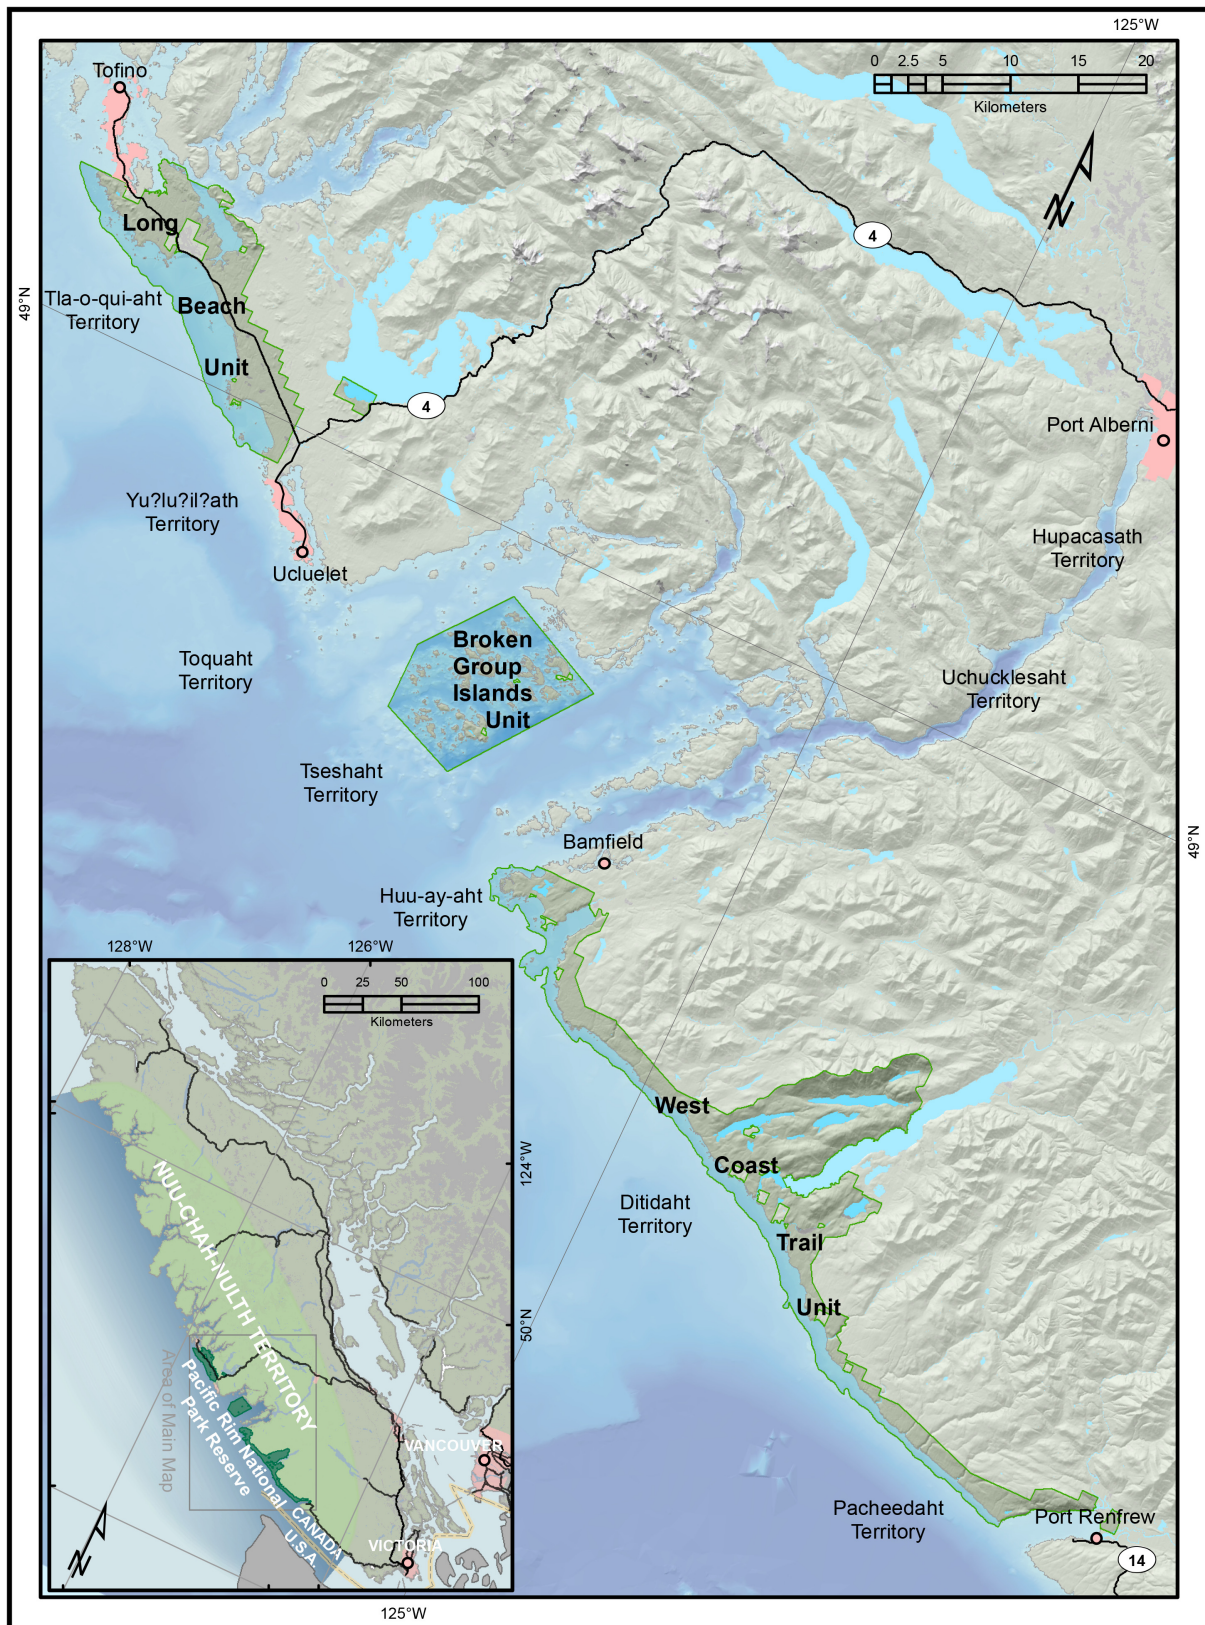 125°W
Tofino
0 2.5 5 10 15 20
Kilometers
N
Long
4
Tla-o-qui-aht
Territory
49°N
Beach
Unit
4
Port Alberni
Yu?lu?il?ath
Territory
Hupacasath
Territory
Ucluelet
Broken
Group
Islands
Unit
Toquaht
Territory
Uchucklesaht
Territory
Tseshaht
Territory
Bamfield
49°N
Huu-ay-aht
Territory
128°W
126°W
0 25 50 100
Kilometers
West
Coast
124°W
Ditidaht
Territory
NUU-CHAH-NULTH TERRITORY
Trail
Unit
50°N
Area of Main Map
Pacific Rim National
Park Reserve
VANCOUVER
CANADA
U.S.A.
VICTORIA
N
Pacheedaht
Territory
Port Renfrew
14
125°W